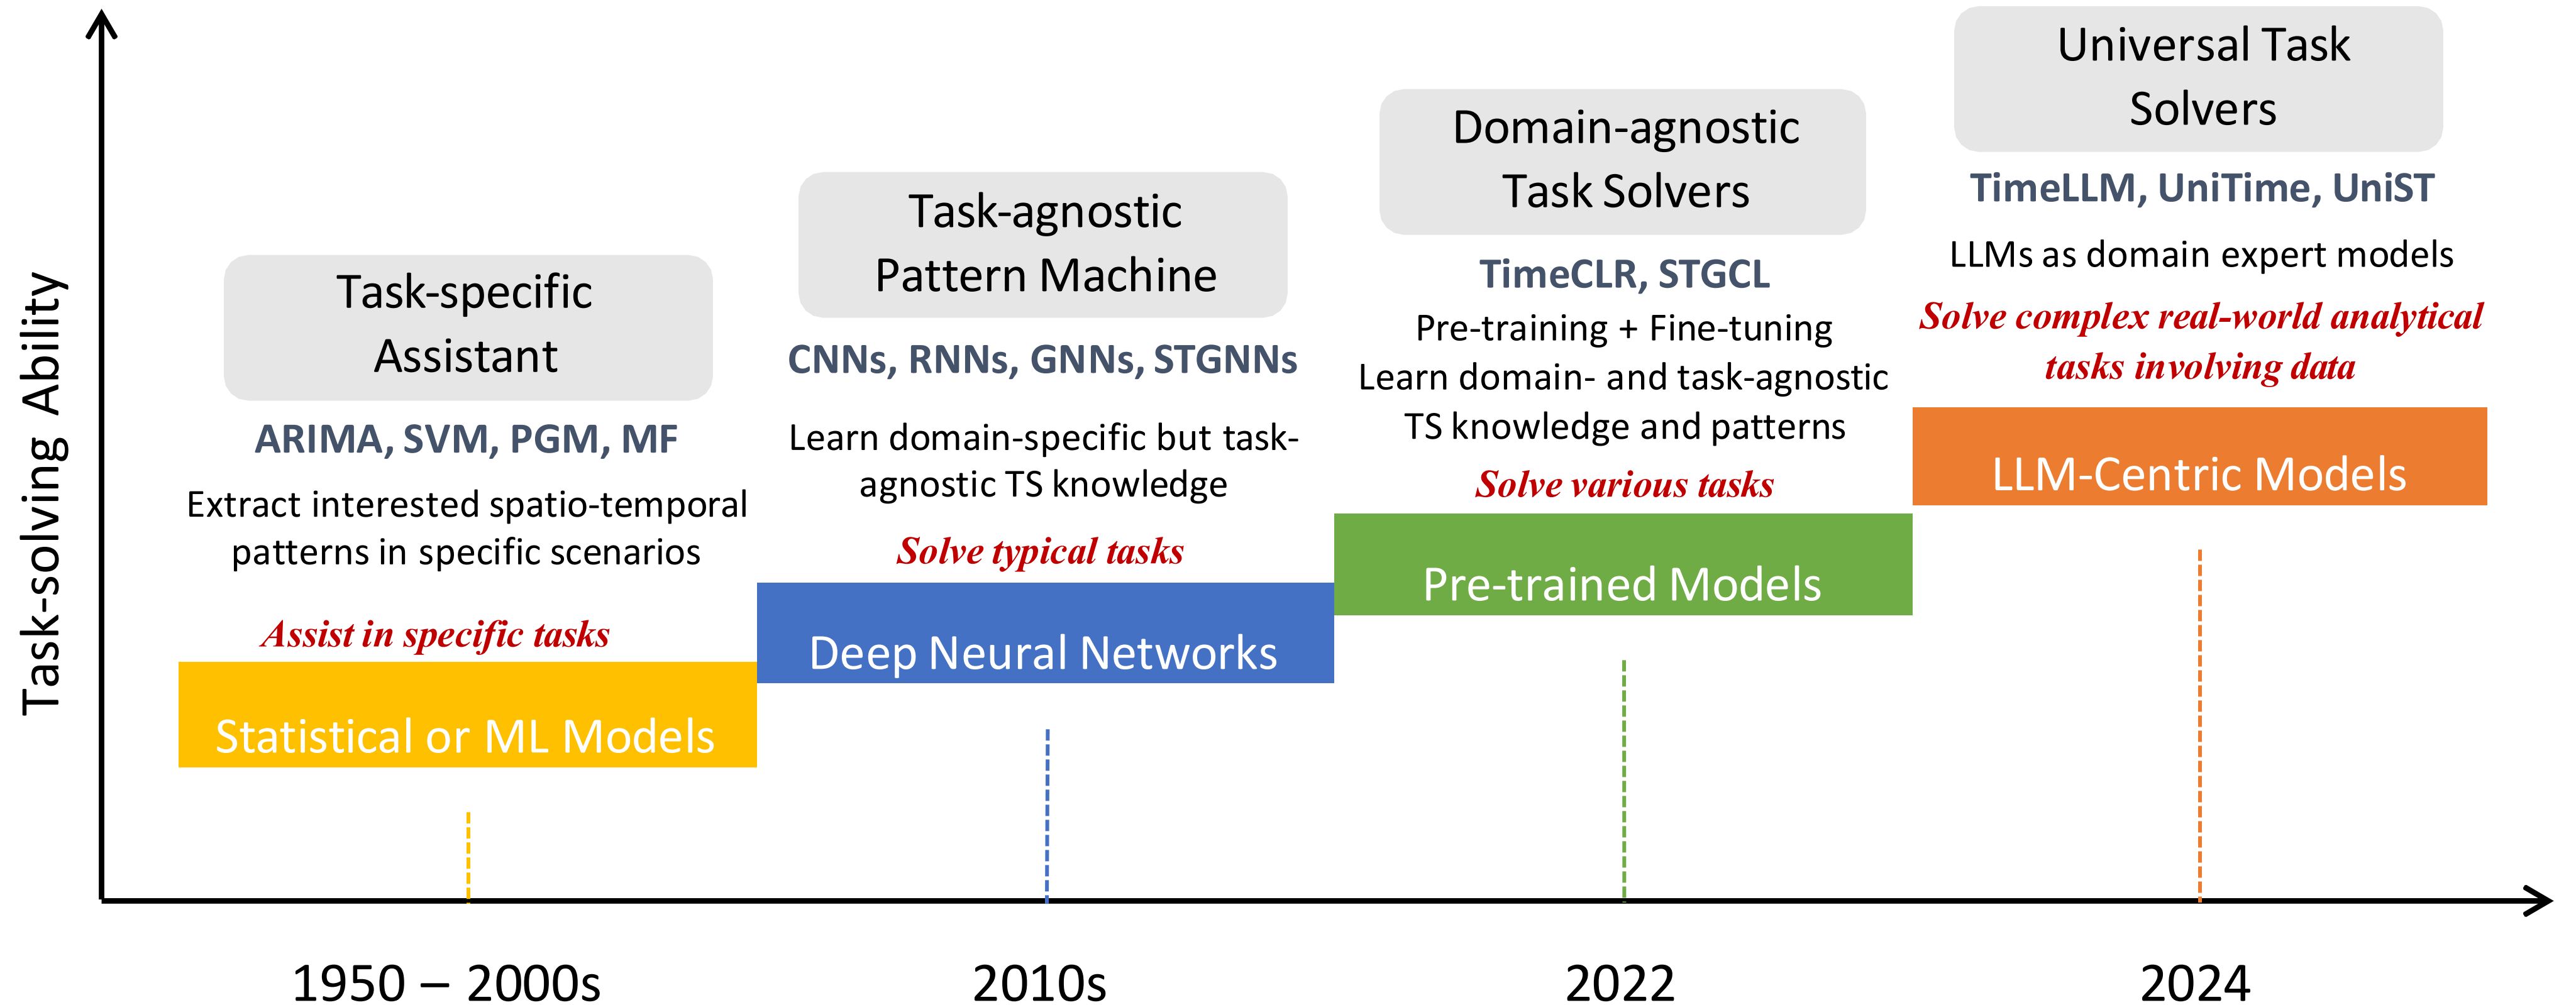 Task-solving Ability
Task-specific
Assistant
ARIMA, SVM, PGM, MF
Extract interested spatio-temporal
patterns in specific scenarios
Assist in specific tasks
Statistical or ML Models
1950 – 2000s
Task-agnostic
Pattern Machine
CNNs, RNNs, GNNs, STGNNs
Learn domain-specific but task-
agnostic TS knowledge
Solve typical tasks
Deep Neural Networks
2010s
Domain-agnostic
Task Solvers
TimeCLR, STGCL
Pre-training + Fine-tuning
Learn domain- and task-agnostic
TS knowledge and patterns
Solve various tasks
Pre-trained Models
2022
Universal Task
Solvers
TimeLLM, UniTime, UniST
LLMs as domain expert models
Solve complex real-world analytical
tasks involving data
LLM-Centric Models
2024